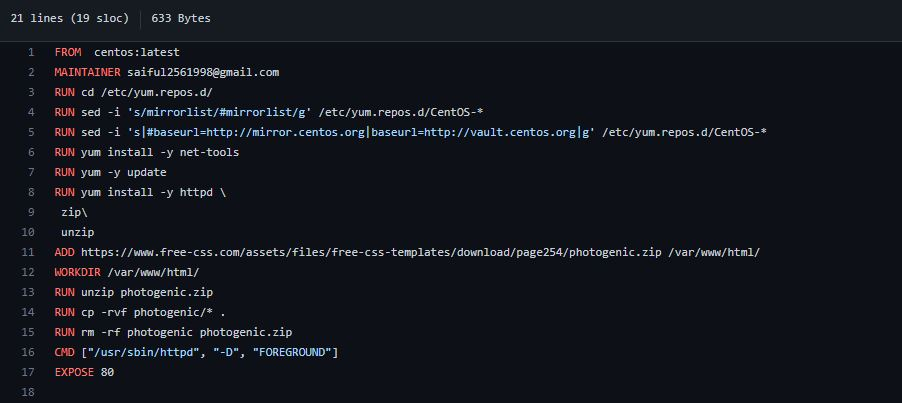 21 lines (19 sloc) 633 Bytes
1 FROM  centos:latest
2 MAINTAINER saiful2561998@gmail.com
3 RUN cd /etc/yum.repos.d/
4 RUN sed -i 's/mirrorlist/#mirrorlist/g' /etc/yum.repos.d/CentOS-*
5 RUN sed -i 's|#baseurl=http://mirror.centos.org|baseurl=http://vault.centos.org|g' /etc/yum.repos.d/CentOS-*
6 RUN yum install -y net-tools
7 RUN yum -y update
8 RUN yum install -y httpd \
9  zip\
10  unzip
11 ADD https://www.free-css.com/assets/files/free-css-templates/download/page254/photogenic.zip /var/www/html/
12 WORKDIR /var/www/html/
13 RUN unzip photogenic.zip
14 RUN cp -rvf photogenic/* .
15 RUN rm -rf photogenic photogenic.zip
16 CMD ["/usr/sbin/httpd", "-D", "FOREGROUND"]
17 EXPOSE 80
18